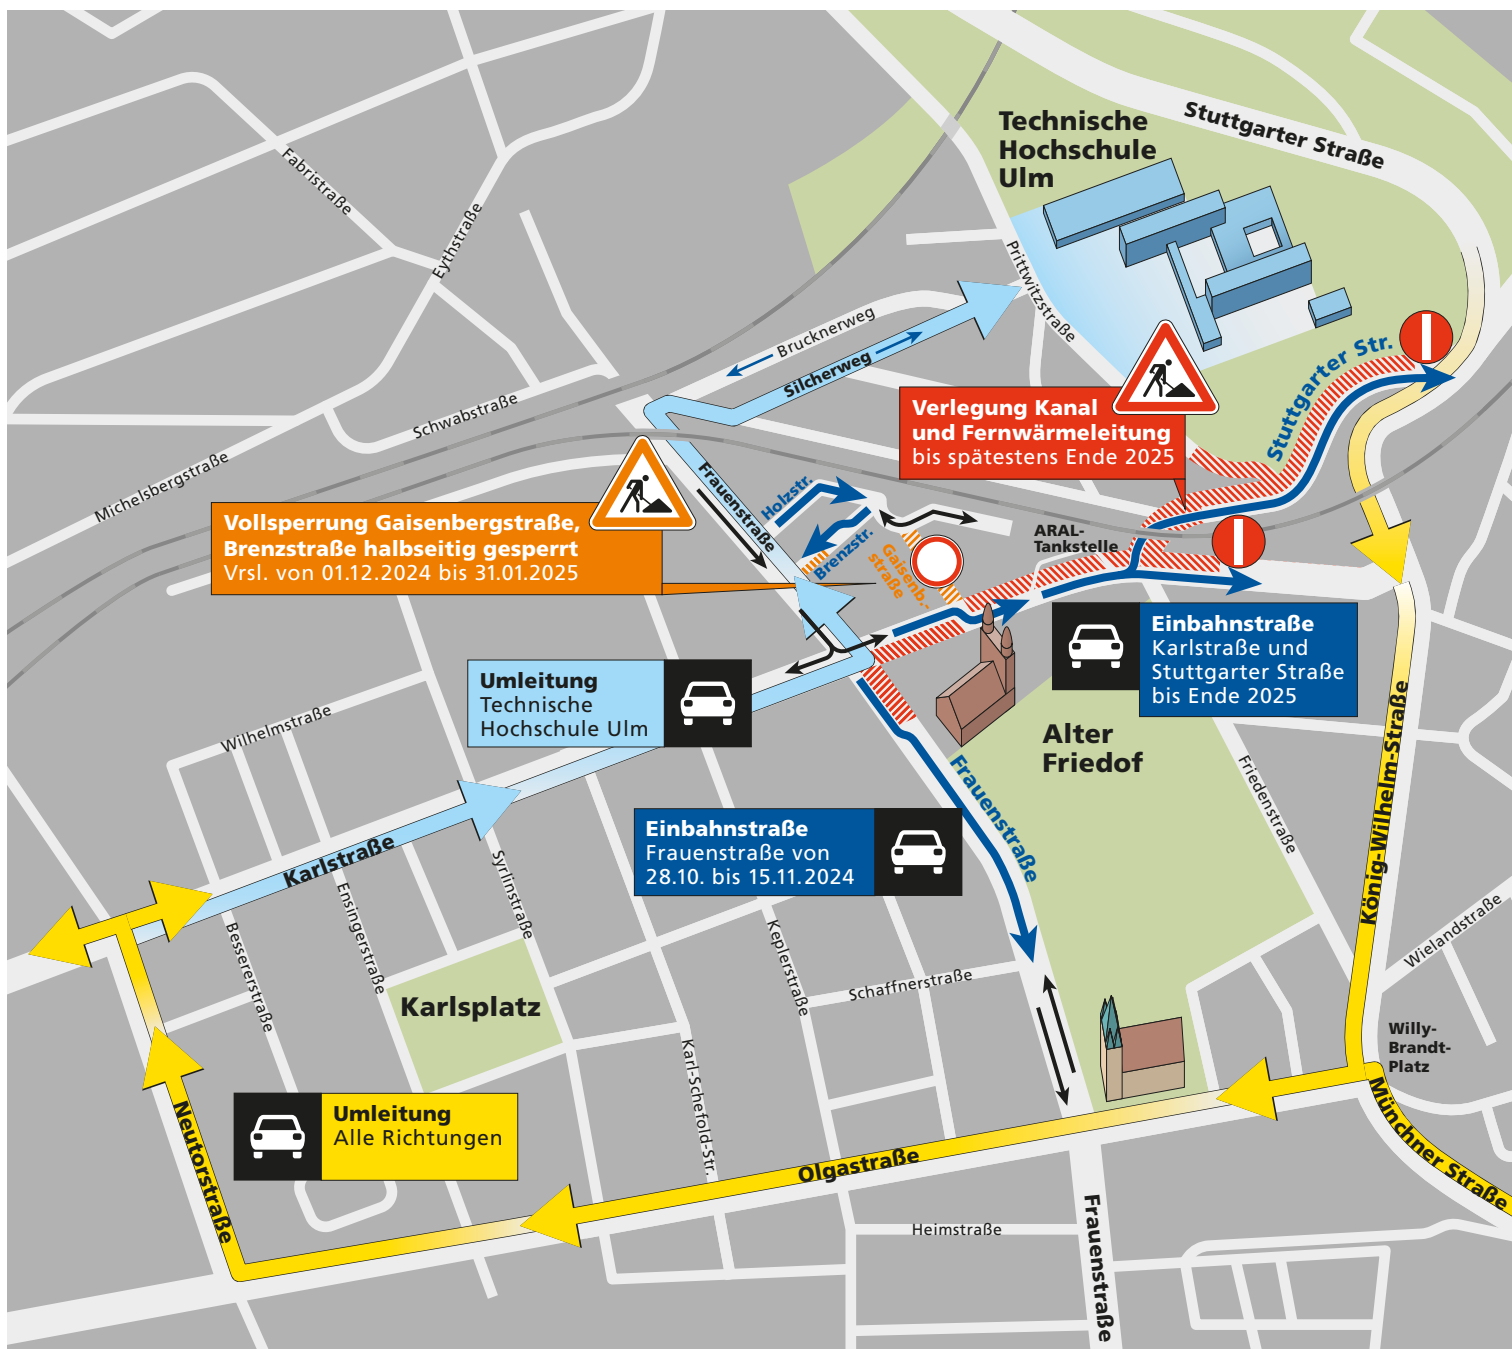 Technische
Hochschule
Ulm
Stuttgarter Straße
Fabristraße
Eythstraße
Prittwitzstraße
Brucknerweg
Silcherweg
Schwabstraße
Michelsbergstraße
Stuttgarter Str.
Verlegung Kanal
und Fernwärmeleitung
bis spätestens Ende 2025
Frauenstraße
Holzstr.
Brenzstr.
Gaisenb.-
straße
ARAL-
Tankstelle
Vollsperrung Gaisenbergstraße,
Brenzstraße halbseitig gesperrt
Vrsl. von 01.12.2024 bis 31.01.2025
Einbahnstraße
Karlstraße und
Stuttgarter Straße
bis Ende 2025
Umleitung
Technische
Hochschule Ulm
Wilhelmstraße
Alter
Friedof
Friedenstraße
König-Wilhelm-Straße
Frauenstraße
Einbahnstraße
Frauenstraße von
28.10. bis 15.11.2024
Karlstraße
Syrlinstraße
Ensingerstraße
Bessererstraße
Keplerstraße
Schaffnerstraße
Wielandstraße
Karlsplatz
Karl-Schefold-Str.
Willy-
Brandt-
Platz
Münchner Straße
Umleitung
Alle Richtungen
Neutorstraße
Olgastraße
Heimstraße
Frauenstraße